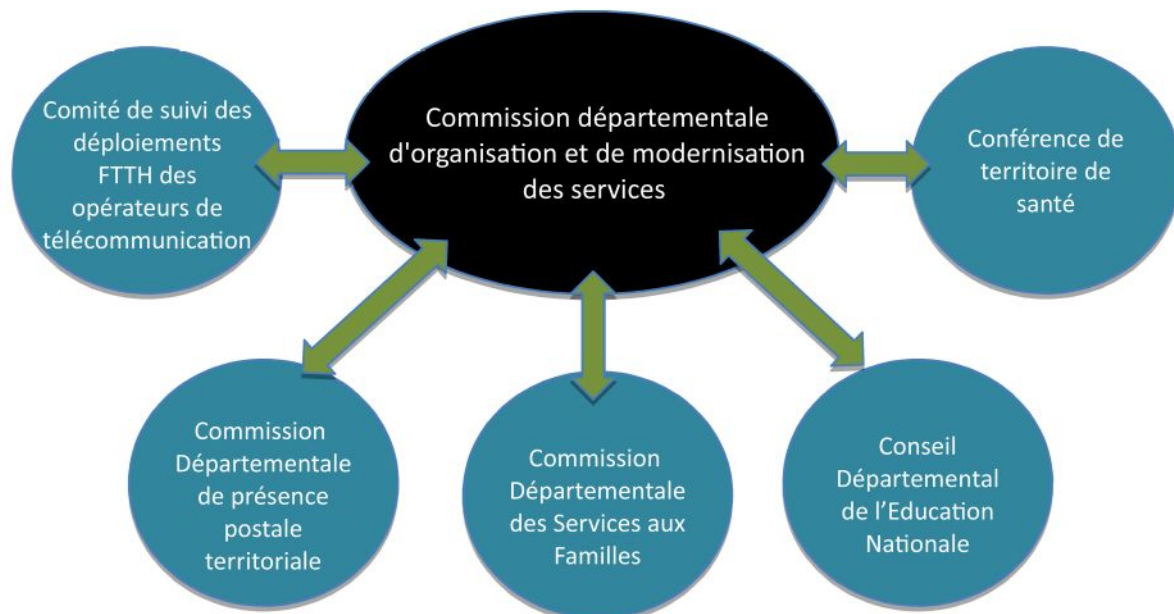 Comité de suivi des
déploiements
FTTH des
opérateurs de
télécommunication
Commission départementale
d'organisation et de modernisation
des services
Conférence de
territoire de
santé
Commission
Départementale
de présence
postale
territoriale
Commission
Départementale
des Services aux
Familles
Conseil
Départemental
de l’Education
Nationale